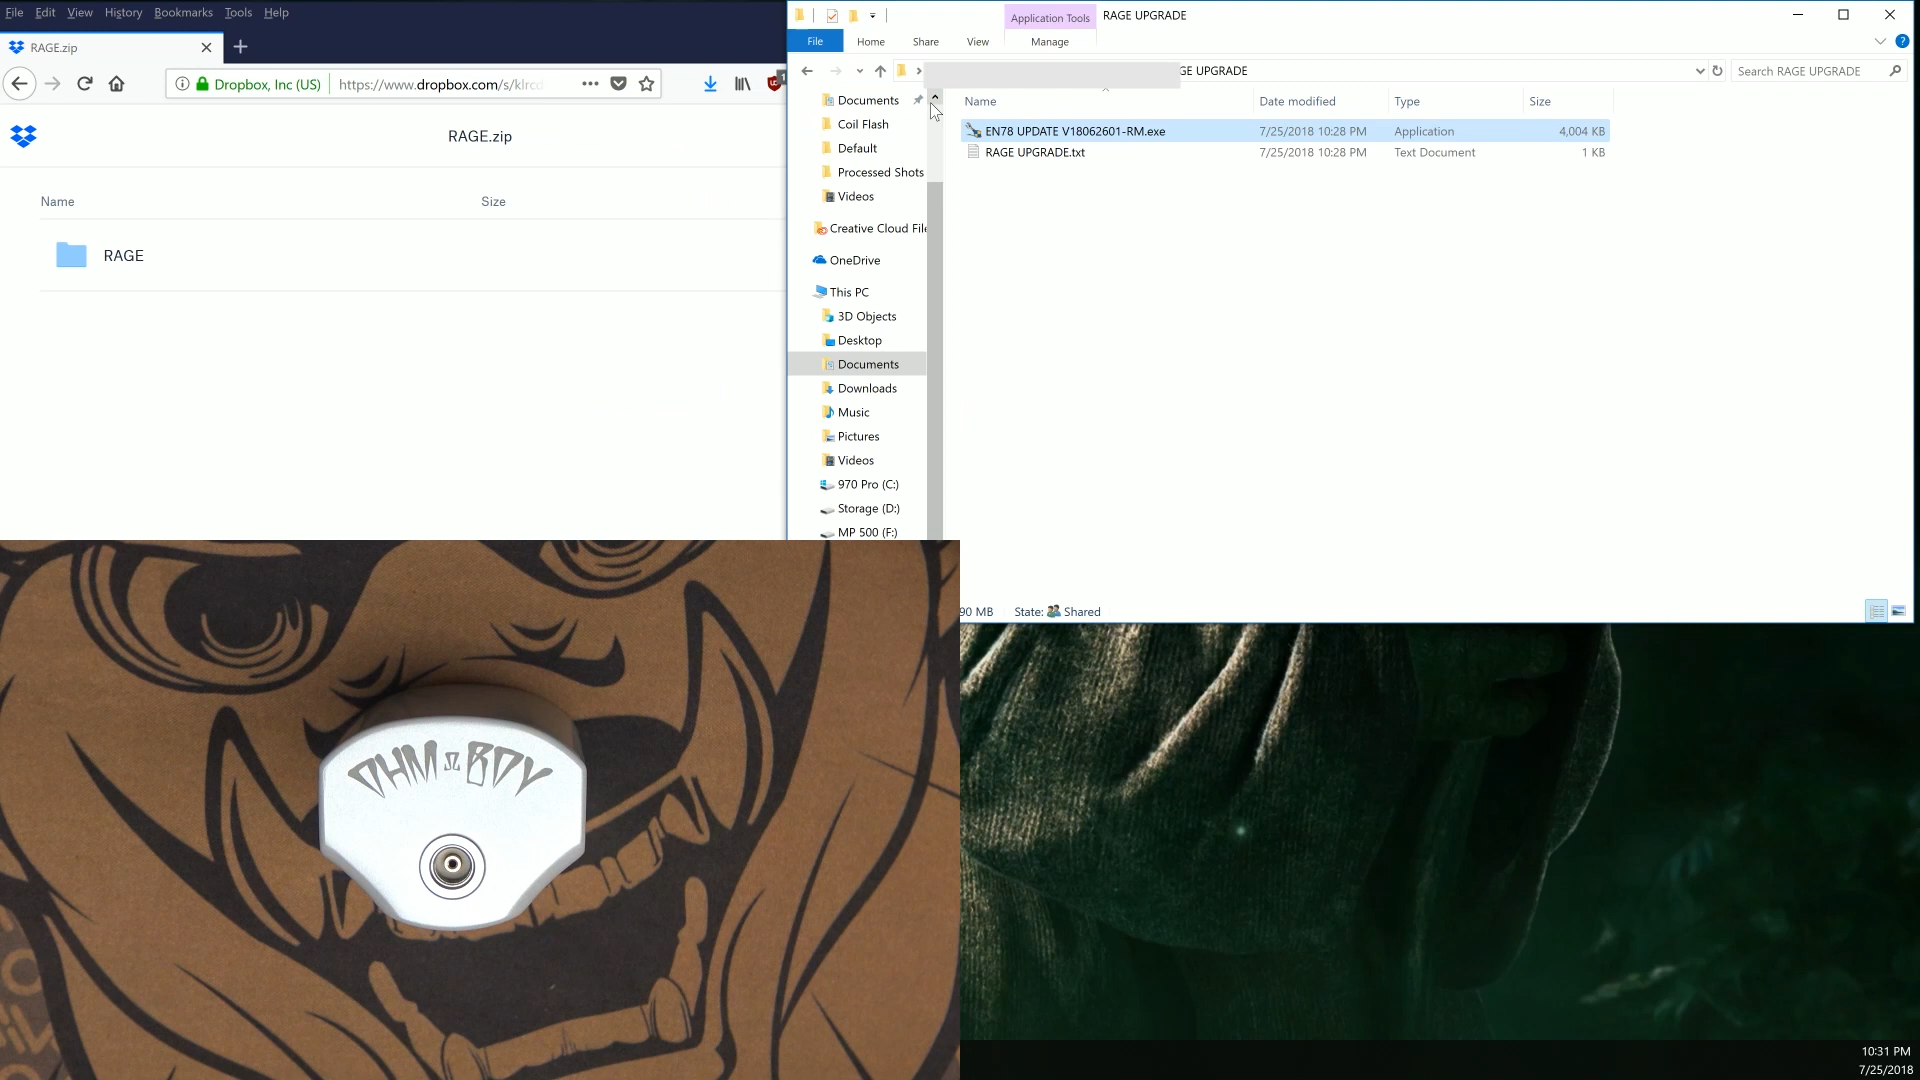 File Edit View History Bookmarks Tools Help
RAGE.zip
Dropbox, Inc (US) https://www.dropbox.com/s/klrcd
RAGE.zip
Name Size
RAGE
Application Tools RAGE UPGRADE
File Home Share View Manage
GE UPGRADE Search RAGE UPGRADE
Documents
Coil Flash
Default
Processed Shots
Videos
Creative Cloud File
OneDrive
This PC
3D Objects
Desktop
Documents
Downloads
Music
Pictures
Videos
970 Pro (C:)
Storage (D:)
MP 500 (F:)
Name Date modified Type Size
EN78 UPDATE V18062601-RM.exe 7/25/2018 10:28 PM Application 4,004 KB
RAGE UPGRADE.txt 7/25/2018 10:28 PM Text Document 1 KB
90 MB State: Shared
OHM Ω BOY
10:31 PM
7/25/2018